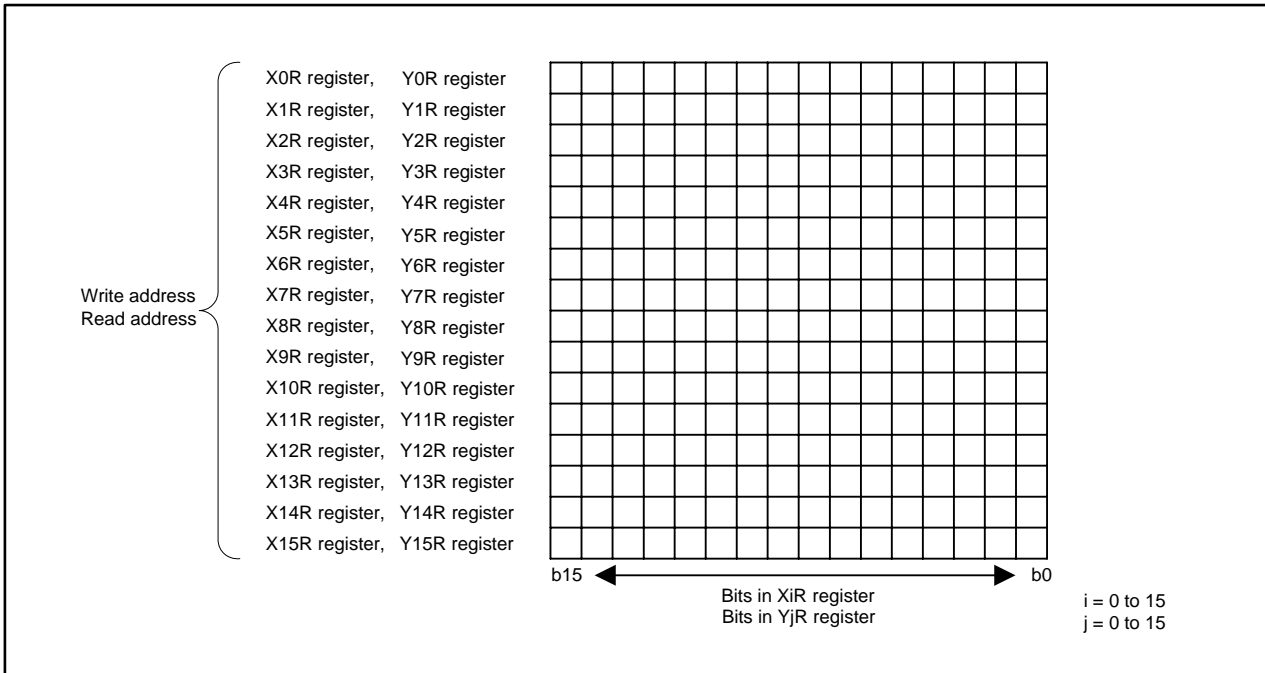 X0R register, Y0R register
X1R register, Y1R register
X2R register, Y2R register
X3R register, Y3R register
X4R register, Y4R register
X5R register, Y5R register
X6R register, Y6R register
X7R register, Y7R register
Write address
Read address
X8R register, Y8R register
X9R register, Y9R register
X10R register, Y10R register
X11R register, Y11R register
X12R register, Y12R register
X13R register, Y13R register
X14R register, Y14R register
X15R register, Y15R register
b15 b0
Bits in XiR register
Bits in YjR register
i = 0 to 15
j = 0 to 15